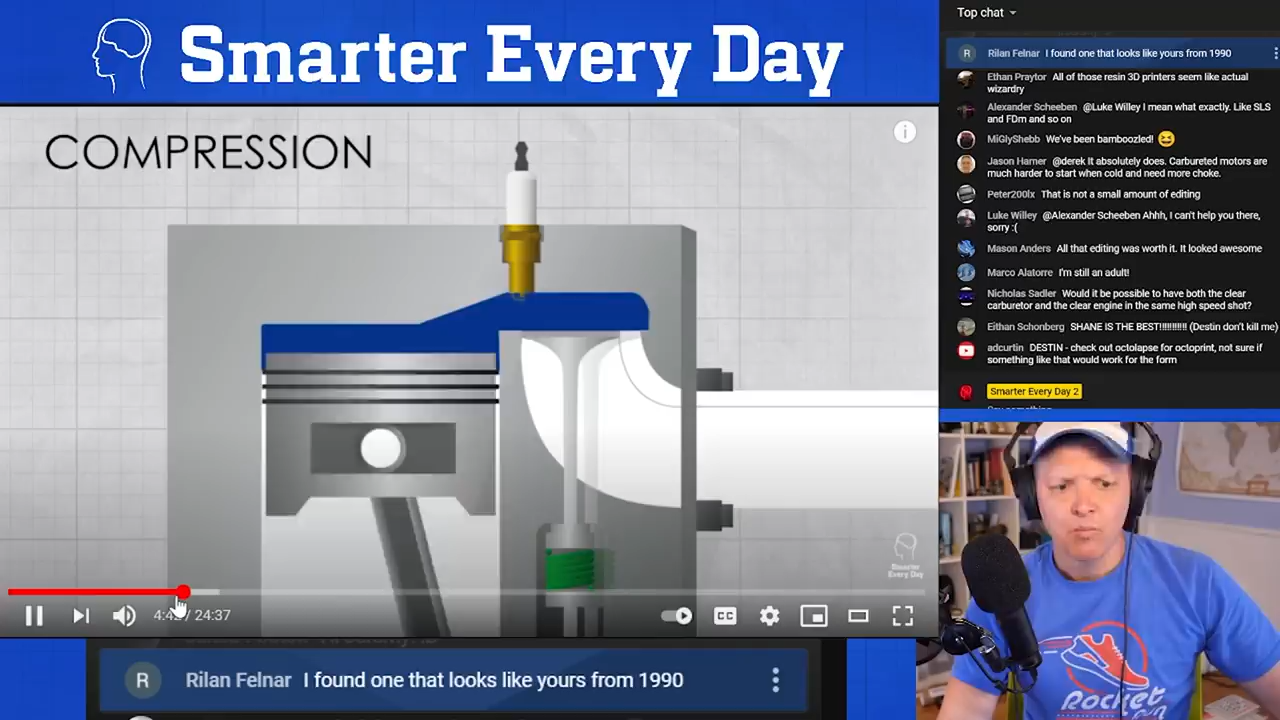 Smarter Every Day
COMPRESSION
Smarter
Every Day
24:37
CC
Rilan Felnar I found one that looks like yours from 1990
Top chat
R Rilan Felnar I found one that looks like yours from 1990
Ethan Praytor All of those resin 3D printers seem like actual
wizardry
Alexander Scheeben @Luke Willey I mean what exactly. Like SLS
and FDm and so on
MiGlyShebb We've been bamboozled!
Jason Harner @derek It absolutely does. Carbureted motors are
much harder to start when cold and need more choke.
Peter200lx That is not a small amount of editing
Luke Willey @Alexander Scheeben Ahhh, I can't help you there,
sorry :(
Mason Anders All that editing was worth it. It looked awesome
Marco Alatorre I'm still an adult!
Nicholas Sadler Would it be possible to have both the clear
carburetor and the clear engine in the same high speed shot?
Eithan Schonberg SHANE IS THE BEST!!!!!!!!!!! (Destin don't kill me)
adcurtin DESTIN - check out octolapse for octoprint, not sure if
something like that would work for the form
Smarter Every Day 2
Rocket